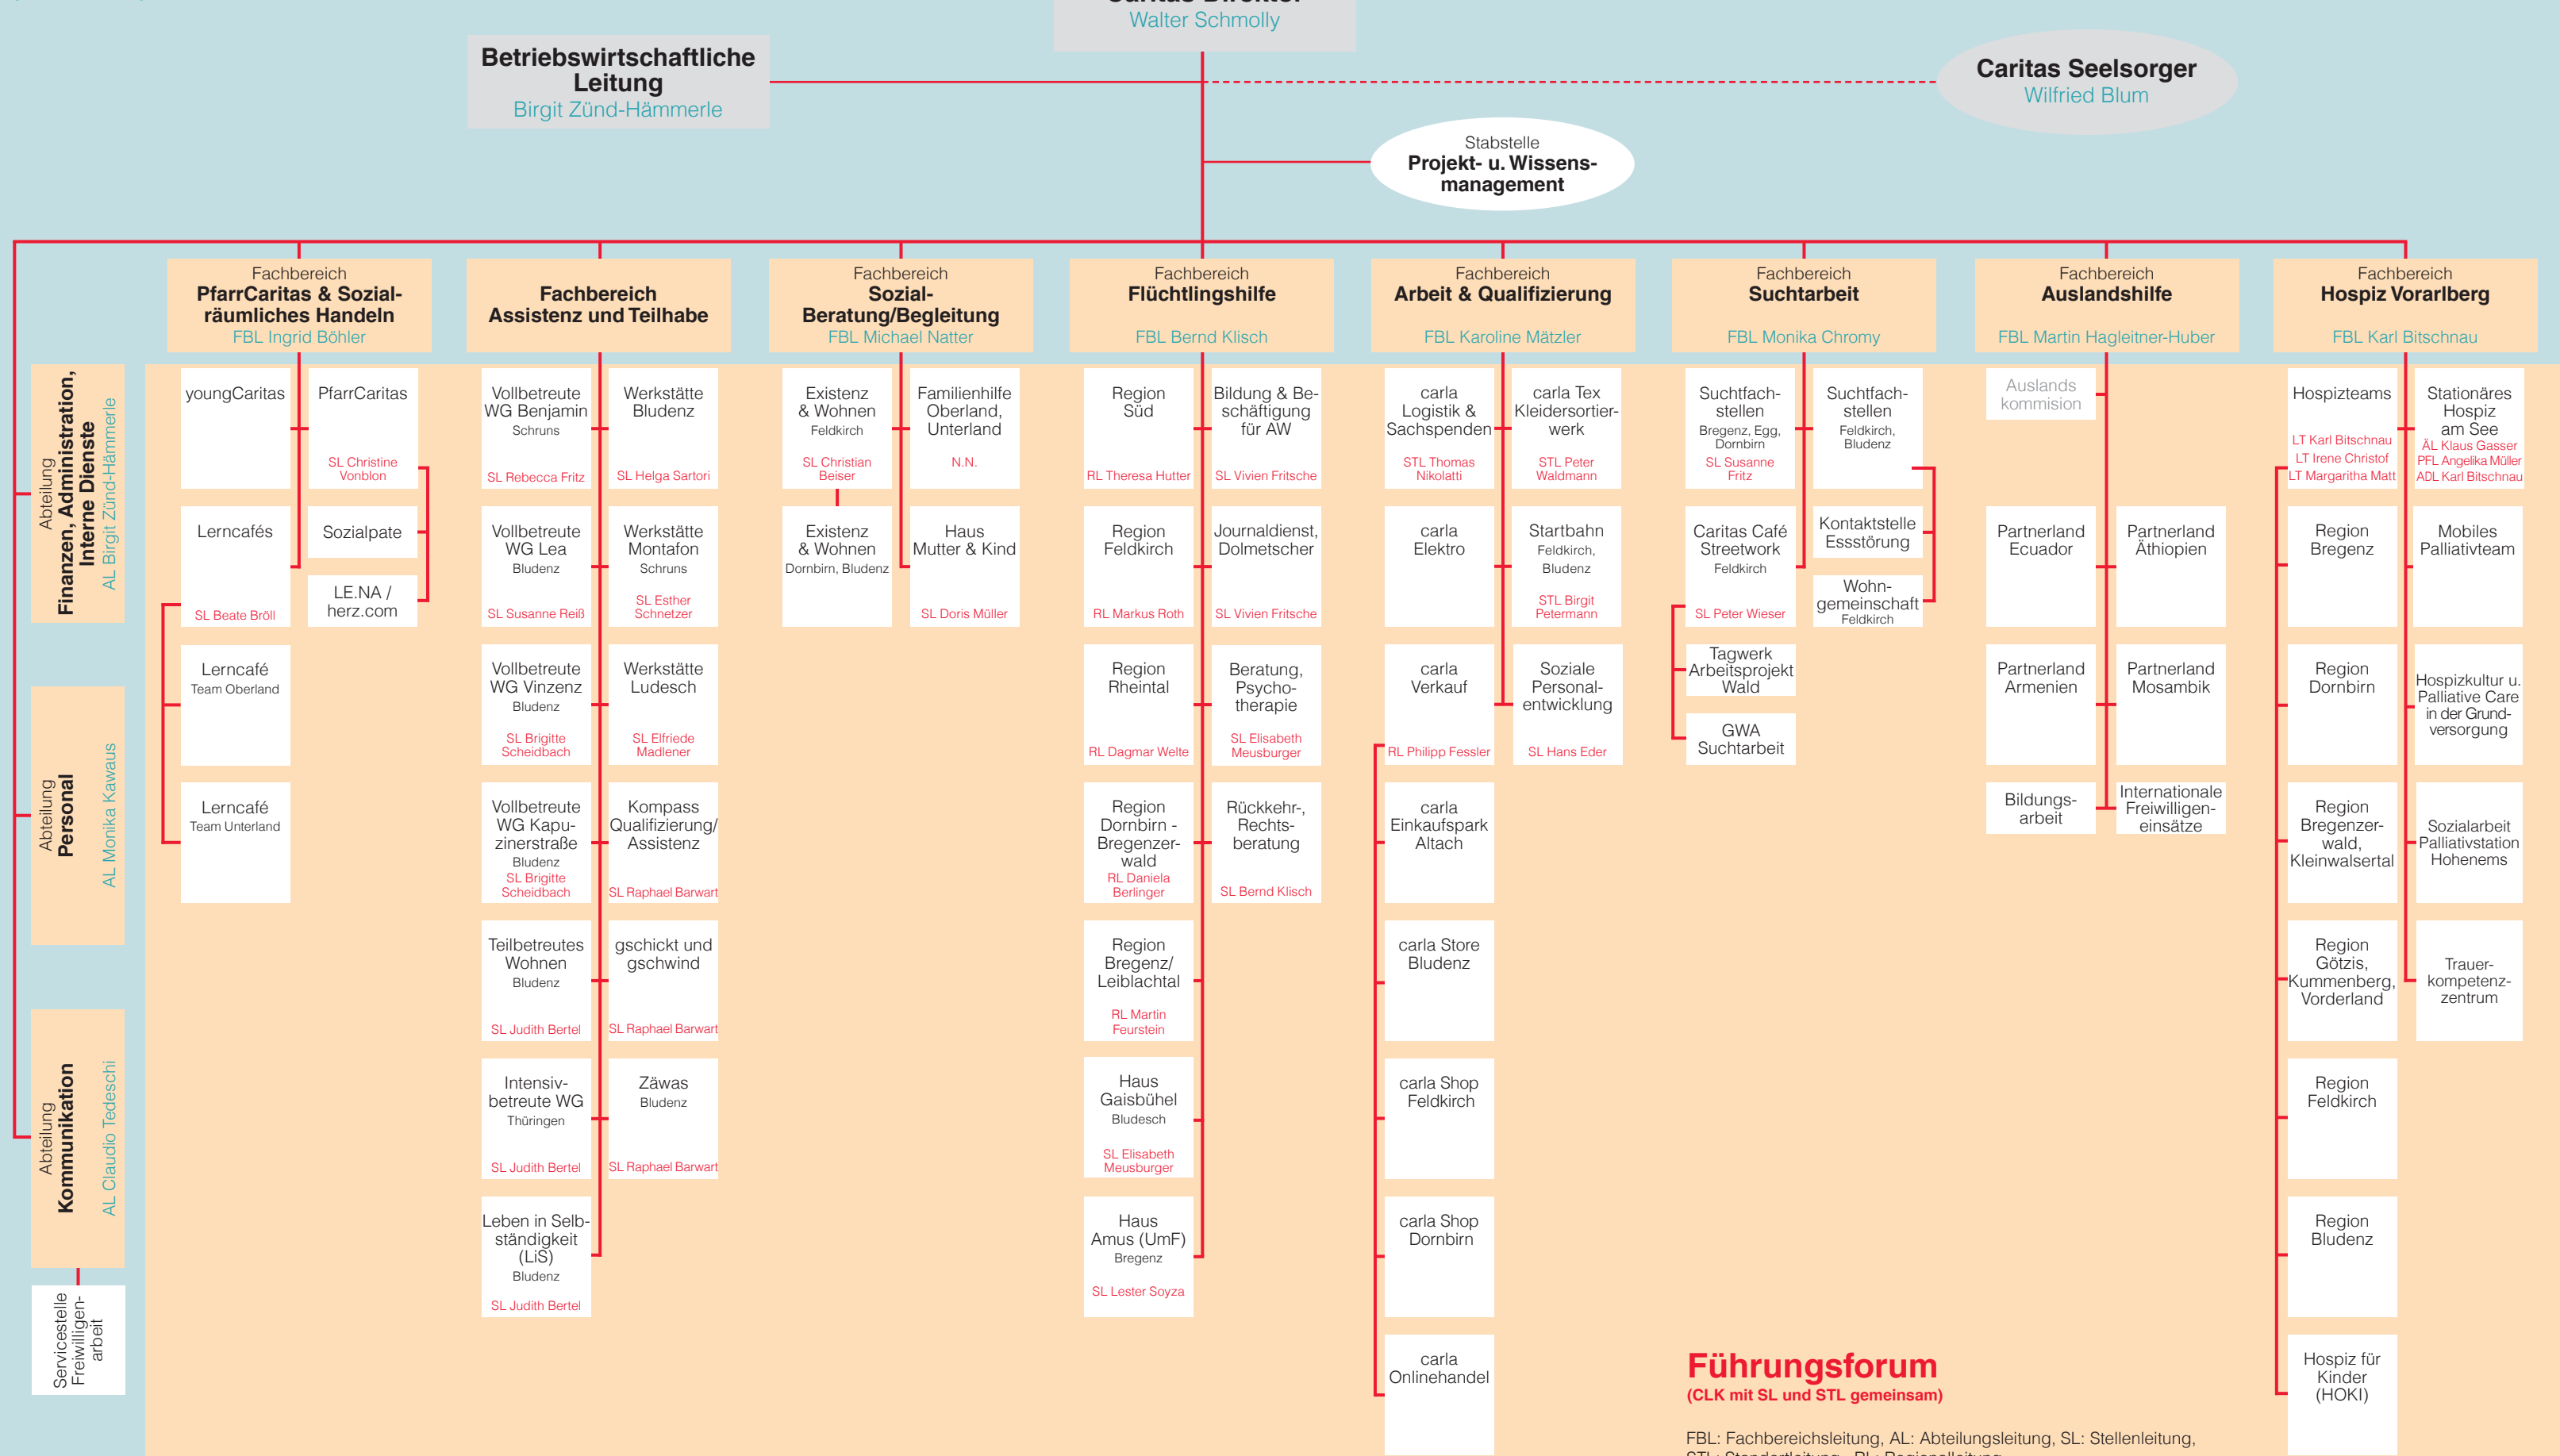 Walter Schmolly
Betriebswirtschaftliche
Leitung
Birgit Zünd-Hämmerle
Caritas Seelsorger
Wilfried Blum
Stabstelle
Projekt- u. Wissens-
management
Abteilung
Finanzen, Administration,
Interne Dienste
AL Birgit Zünd-Hämmerle
Abteilung
Personal
AL Monika Kawaus
Abteilung
Kommunikation
AL Claudio Tedeschi
Servicestelle
Freiwilligen-
arbeit
Fachbereich
PfarrCaritas & Sozial-
räumliches Handeln
FBL Ingrid Böhler
youngCaritas
PfarrCaritas
SL Christine
Vonblon
Lerncafés
SL Beate Bröll
Sozialpate
LE.NA /
herz.com
Lerncafé
Team Oberland
Lerncafé
Team Unterland
Fachbereich
Assistenz und Teilhabe
Vollbetreute
WG Benjamin
Schruns
SL Rebecca Fritz
Werkstätte
Bludenz
SL Helga Sartori
Vollbetreute
WG Lea
Bludenz
SL Susanne Reiß
Werkstätte
Montafon
Schruns
SL Esther
Schnetzer
Vollbetreute
WG Vinzenz
Bludenz
SL Brigitte
Scheidbach
Werkstätte
Ludesch
SL Elfriede
Madlener
Vollbetreute
WG Kapu-
zinerstraße
Bludenz
SL Brigitte
Scheidbach
Kompass
Qualifizierung/
Assistenz
SL Raphael Barwart
Teilbetreutes
Wohnen
Bludenz
SL Judith Bertel
gschickt und
gschwind
SL Raphael Barwart
Intensiv-
betreute WG
Thüringen
SL Judith Bertel
Zäwas
Bludenz
SL Raphael Barwart
Leben in Selb-
ständigkeit
(LiS)
Bludenz
SL Judith Bertel
Fachbereich
Sozial-
Beratung/Begleitung
FBL Michael Natter
Existenz
& Wohnen
Feldkirch
SL Christian
Beiser
Familienhilfe
Oberland,
Unterland
N.N.
Existenz
& Wohnen
Dornbirn, Bludenz
Haus
Mutter & Kind
SL Doris Müller
Fachbereich
Flüchtlingshilfe
FBL Bernd Klisch
Region
Süd
RL Theresa Hutter
Bildung & Be-
schäftigung
für AW
SL Vivien Fritsche
Region
Feldkirch
RL Markus Roth
Journaldienst,
Dolmetscher
SL Vivien Fritsche
Region
Rheintal
RL Dagmar Welte
Beratung,
Psycho-
therapie
SL Elisabeth
Meusburger
Region
Dornbirn -
Bregenzer-
wald
RL Daniela
Berlinger
Rückkehr-,
Rechts-
beratung
SL Bernd Klisch
Region
Bregenz/
Leiblachtal
RL Martin
Feurstein
Haus
Gaisbühel
Bludesch
SL Elisabeth
Meusburger
Haus
Amus (UmF)
Bregenz
SL Lester Soyza
Fachbereich
Arbeit & Qualifizierung
FBL Karoline Mätzler
carla
Logistik &
Sachspenden
STL Thomas
Nikolatti
carla Tex
Kleidersortier-
werk
STL Peter
Waldmann
carla
Elektro
Startbahn
Feldkirch,
Bludenz
STL Birgit
Petermann
carla
Verkauf
RL Philipp Fessler
Soziale
Personal-
entwicklung
SL Hans Eder
carla
Einkaufspark
Altach
carla Store
Bludenz
carla Shop
Feldkirch
carla Shop
Dornbirn
carla
Onlinehandel
Fachbereich
Suchtarbeit
FBL Monika Chromy
Suchtfach-
stellen
Bregenz, Egg,
Dornbirn
SL Susanne
Fritz
Suchtfach-
stellen
Feldkirch,
Bludenz
Caritas Café
Streetwork
Feldkirch
SL Peter Wieser
Kontaktstelle
Essstörung
Wohn-
gemeinschaft
Feldkirch
Tagwerk
Arbeitsprojekt
Wald
GWA
Suchtarbeit
Fachbereich
Auslandshilfe
FBL Martin Hagleitner-Huber
Auslands
kommision
Partnerland
Ecuador
Partnerland
Äthiopien
Partnerland
Armenien
Partnerland
Mosambik
Bildungs-
arbeit
Internationale
Freiwilligen-
einsätze
Fachbereich
Hospiz Vorarlberg
FBL Karl Bitschnau
Hospizteams
LT Karl Bitschnau
LT Irene Christof
LT Margaritha Matt
Stationäres
Hospiz
am See
ÄL Klaus Gasser
PFL Angelika Müller
ADL Karl Bitschnau
Region
Bregenz
Mobiles
Palliativteam
Region
Dornbirn
Hospizkultur u.
Palliative Care
in der Grund-
versorgung
Region
Bregenzer-
wald,
Kleinwalsertal
Sozialarbeit
Palliativstation
Hohenems
Region
Götzis,
Kummenberg,
Vorderland
Trauer-
kompetenz-
zentrum
Region
Feldkirch
Region
Bludenz
Hospiz für
Kinder
(HOKI)
Führungsforum
(CLK mit SL und STL gemeinsam)
FBL: Fachbereichsleitung, AL: Abteilungsleitung, SL: Stellenleitung,